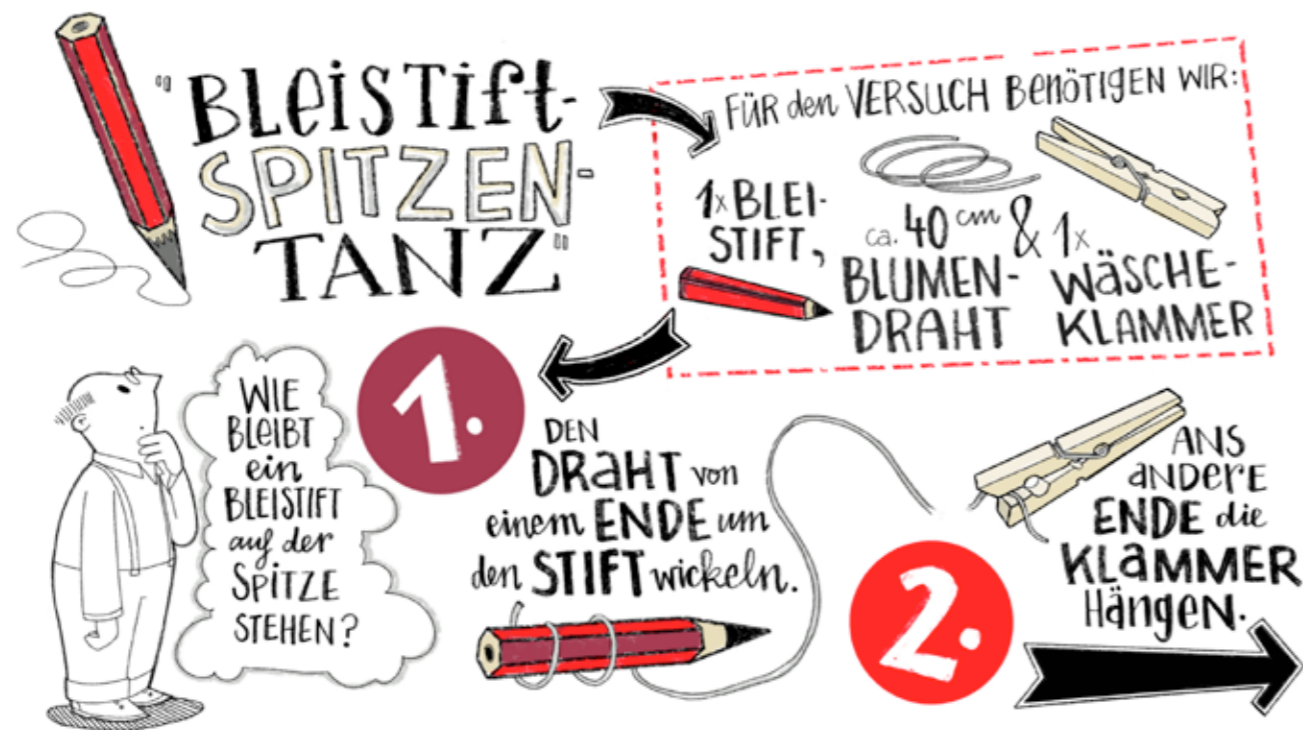 "BLEISTIFT-
SPITZEN-
TANZ"
FÜR den VERSUCH BENÖTIGEN WIR:
1x BLEI-
STIFT,
ca. 40 cm
BLUMEN-
DRAHT
& 1x
WÄSCHE-
KLAMMER
WIE
BLEIBT
ein
BLEISTIFT
auf der
SPITZE
STEHEN?
1.
DEN
DRAHT von
einem ENDE um
den STIFT wickeln.
2.
ANS
ANDERE
ENDE die
KLAMMER
HÄNGEN.